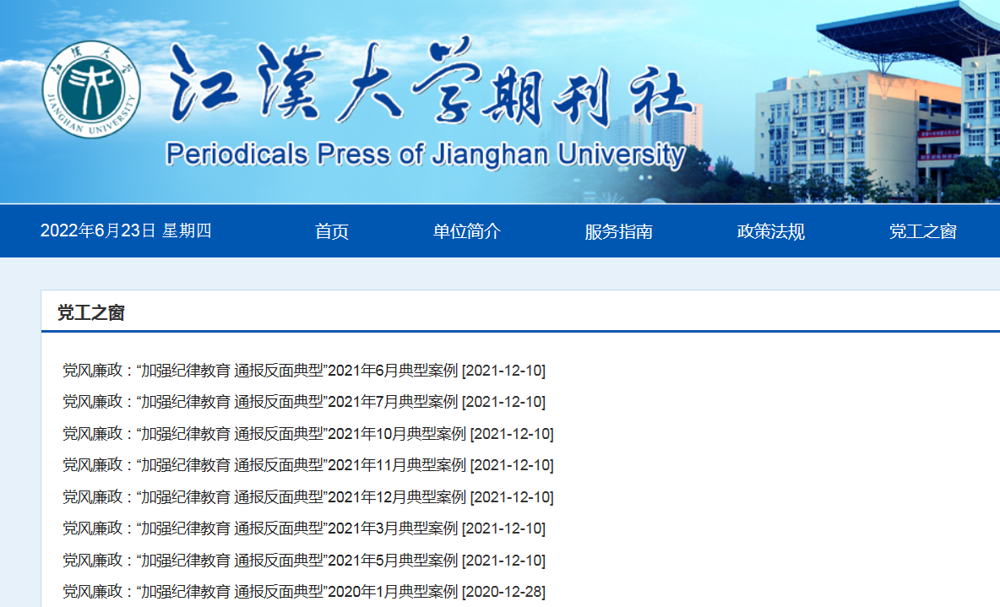 江漢大学
JIANGHAN UNIVERSITY
江漢大学期刊社
Periodicals Press of Jianghan University
2022年6月23日 星期四 首页 单位简介 服务指南 政策法规 党工之窗
党工之窗
党风廉政：“加强纪律教育 通报反面典型”2021年6月典型案例 [2021-12-10]
党风廉政：“加强纪律教育 通报反面典型”2021年7月典型案例 [2021-12-10]
党风廉政：“加强纪律教育 通报反面典型”2021年10月典型案例 [2021-12-10]
党风廉政：“加强纪律教育 通报反面典型”2021年11月典型案例 [2021-12-10]
党风廉政：“加强纪律教育 通报反面典型”2021年12月典型案例 [2021-12-10]
党风廉政：“加强纪律教育 通报反面典型”2021年3月典型案例 [2021-12-10]
党风廉政：“加强纪律教育 通报反面典型”2021年5月典型案例 [2021-12-10]
党风廉政：“加强纪律教育 通报反面典型”2020年1月典型案例 [2020-12-28]